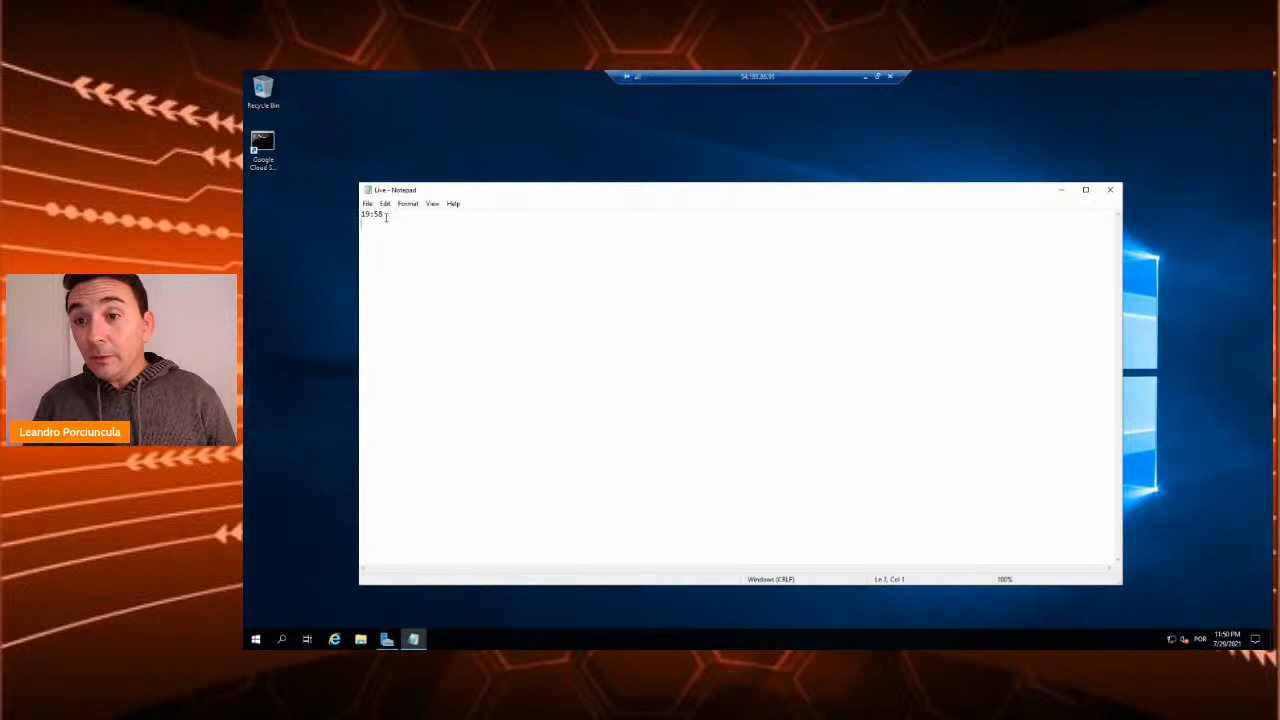 Recycle Bin
Google
Cloud S...
Live - Notepad
File Edit Format View Help
19:58
Windows (CRLF)
Ln 2, Col 1
100%
Leandro Porciuncula
POR
11:50 PM
7/29/2021